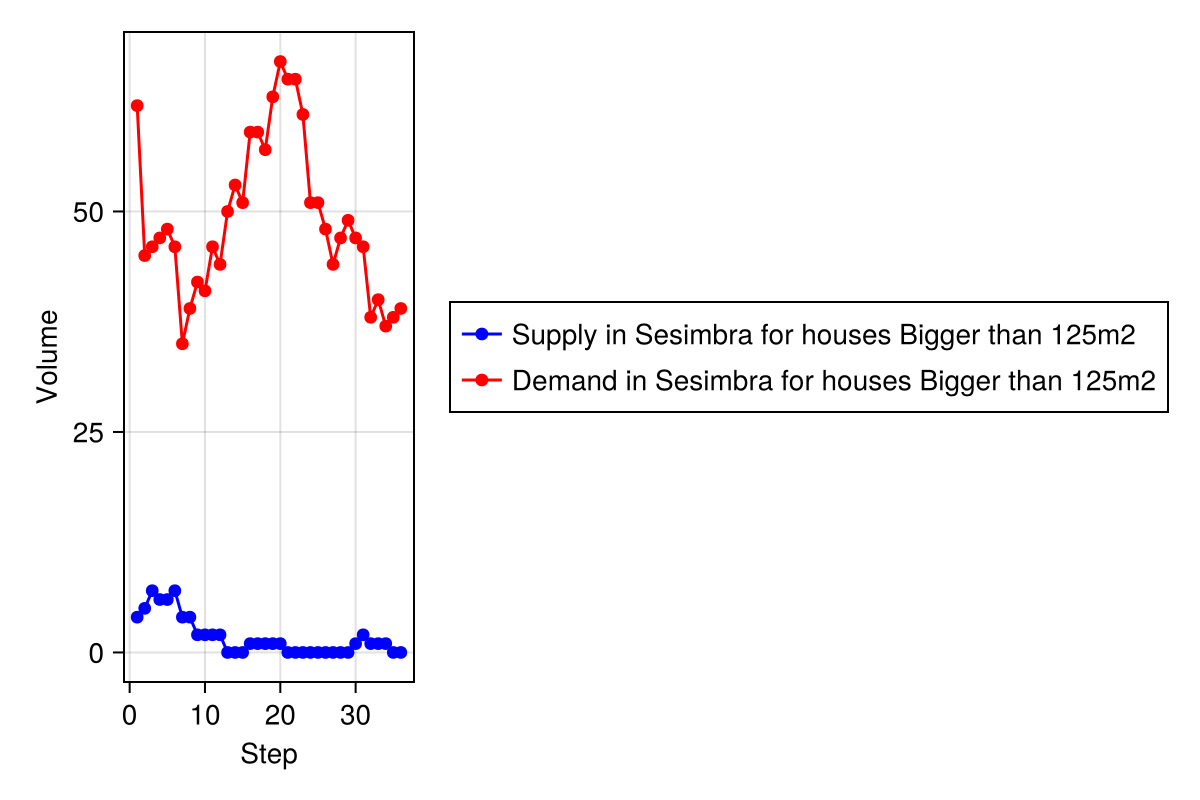 Volume
50
25
0
0 10 20 30
Step
Supply in Sesimbra for houses Bigger than 125m2
Demand in Sesimbra for houses Bigger than 125m2